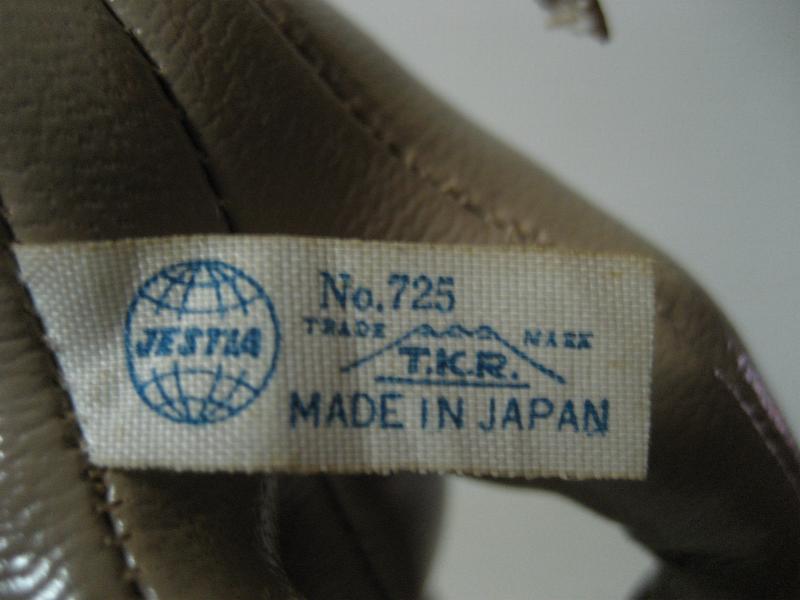 JESTIA
No.725
TRADE MARK
T.K.R.
MADE IN JAPAN